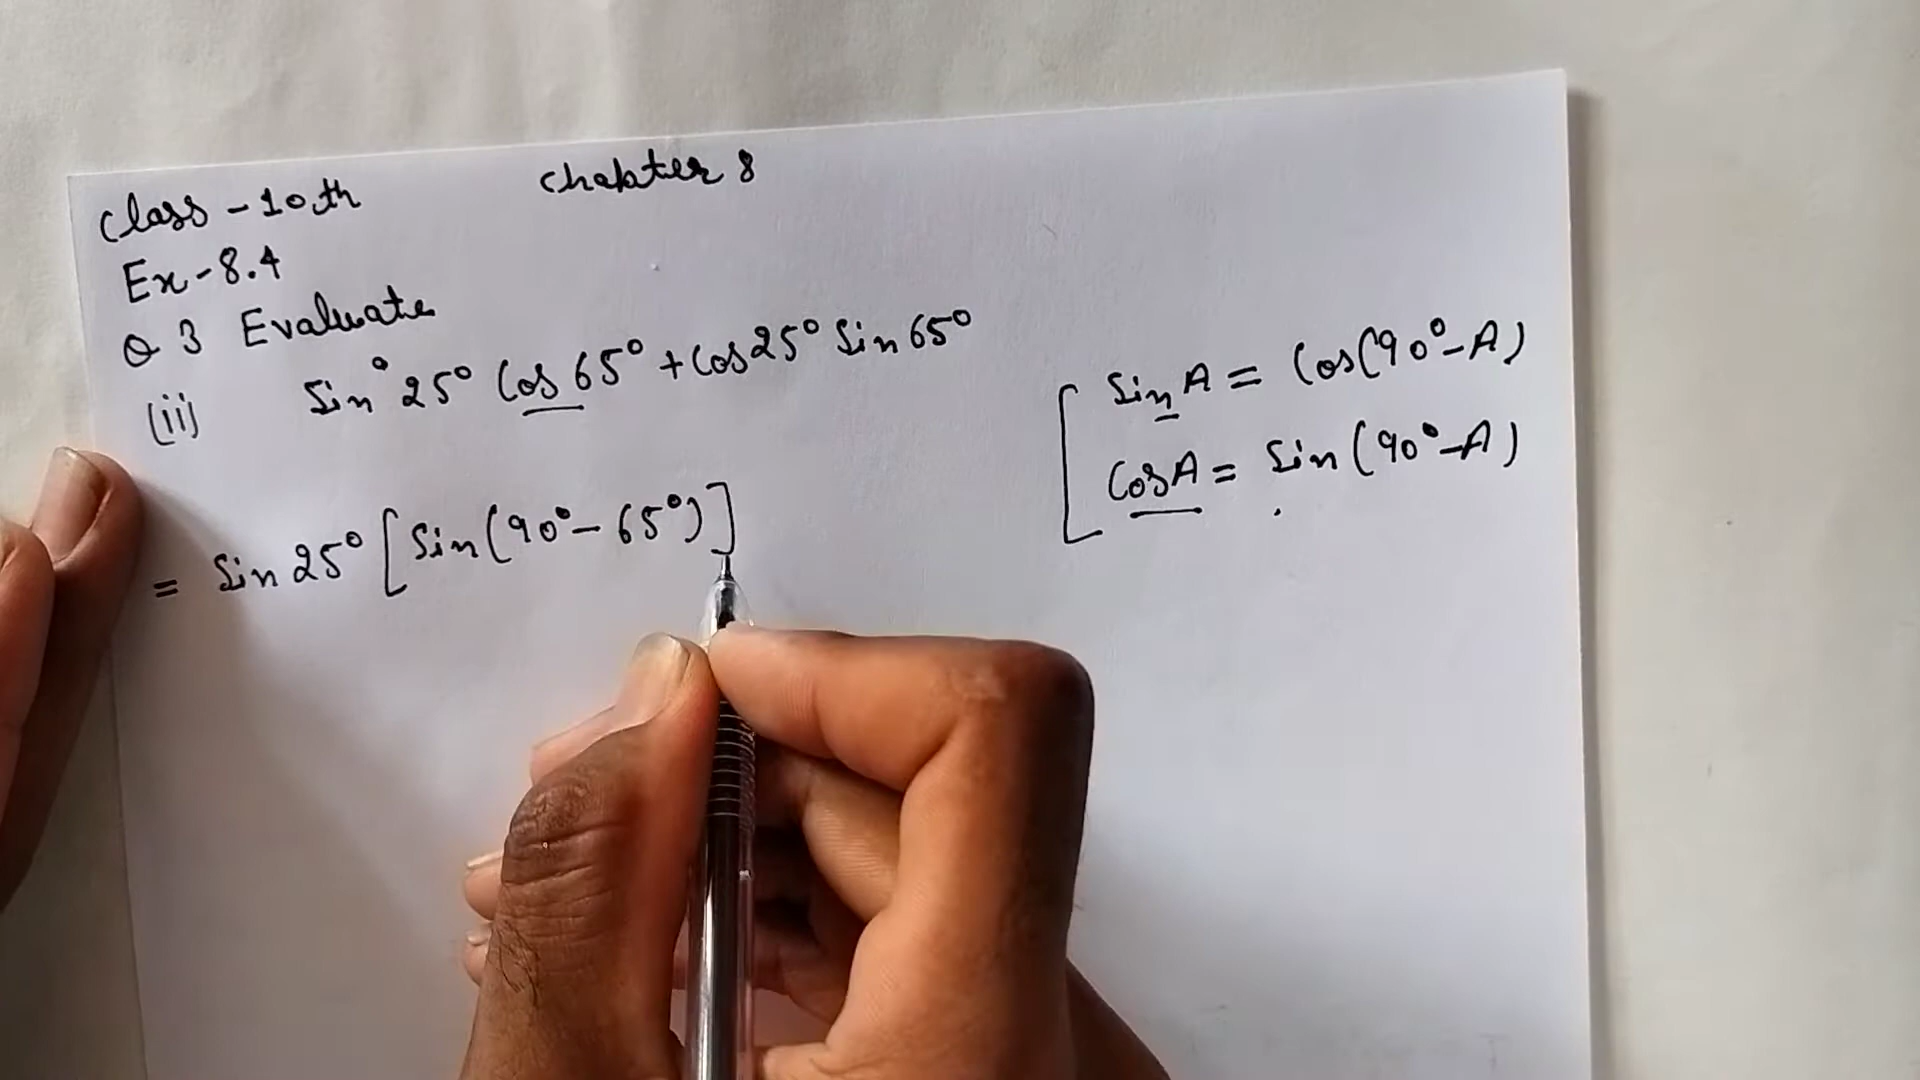 Chapter 8
Class - 10th
Ex - 8.4
Q 3 Evaluate
(ii) Sin° 25° Cos 65° + Cos 25° Sin 65°
= Sin 25° [Sin (90° - 65°)]
[ Sin A = Cos (90° - A)
Cos A = Sin (90° - A)